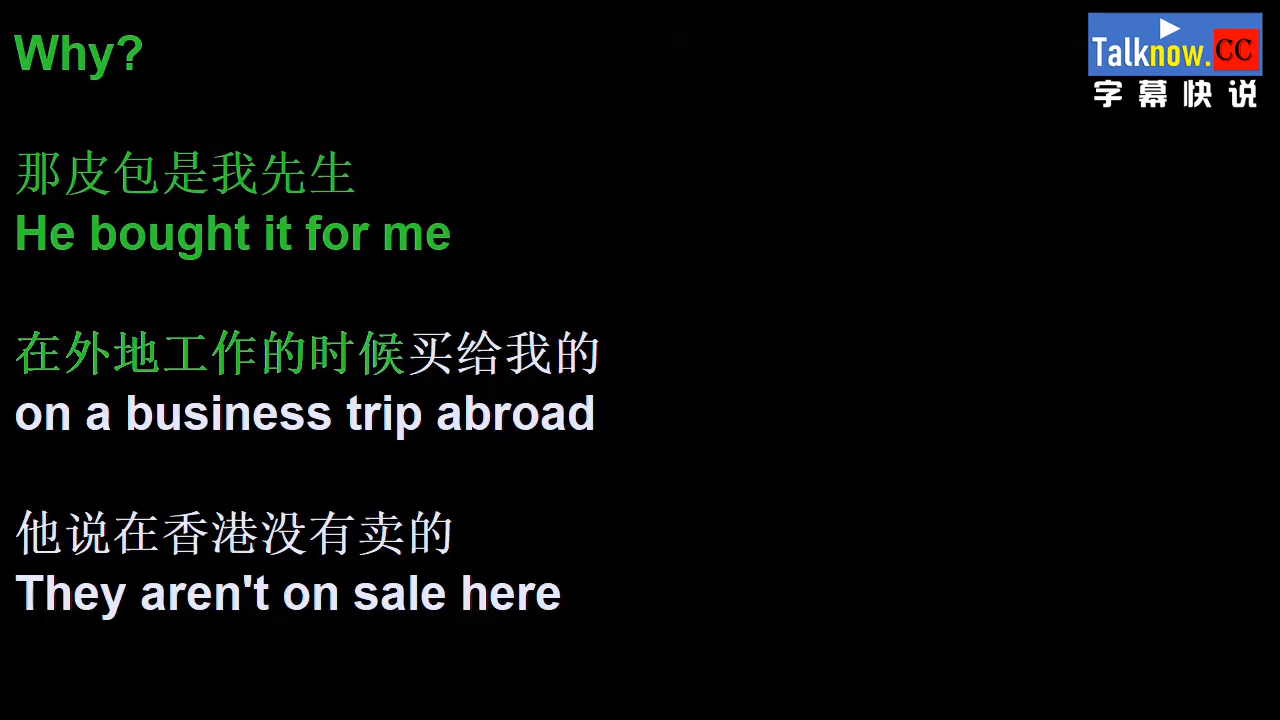 Why?
Talknow.CC
字幕快说
那皮包是我先生
He bought it for me
在外地工作的时候买给我的
on a business trip abroad
他说在香港没有卖的
They aren't on sale here